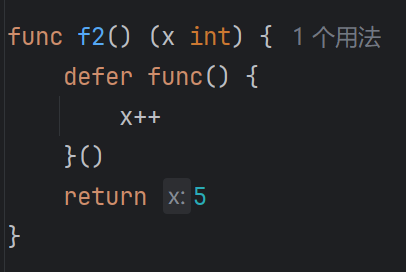 func f2() (x int) { 1 个用法
    defer func() {
        x++
    }()
    return x: 5
}